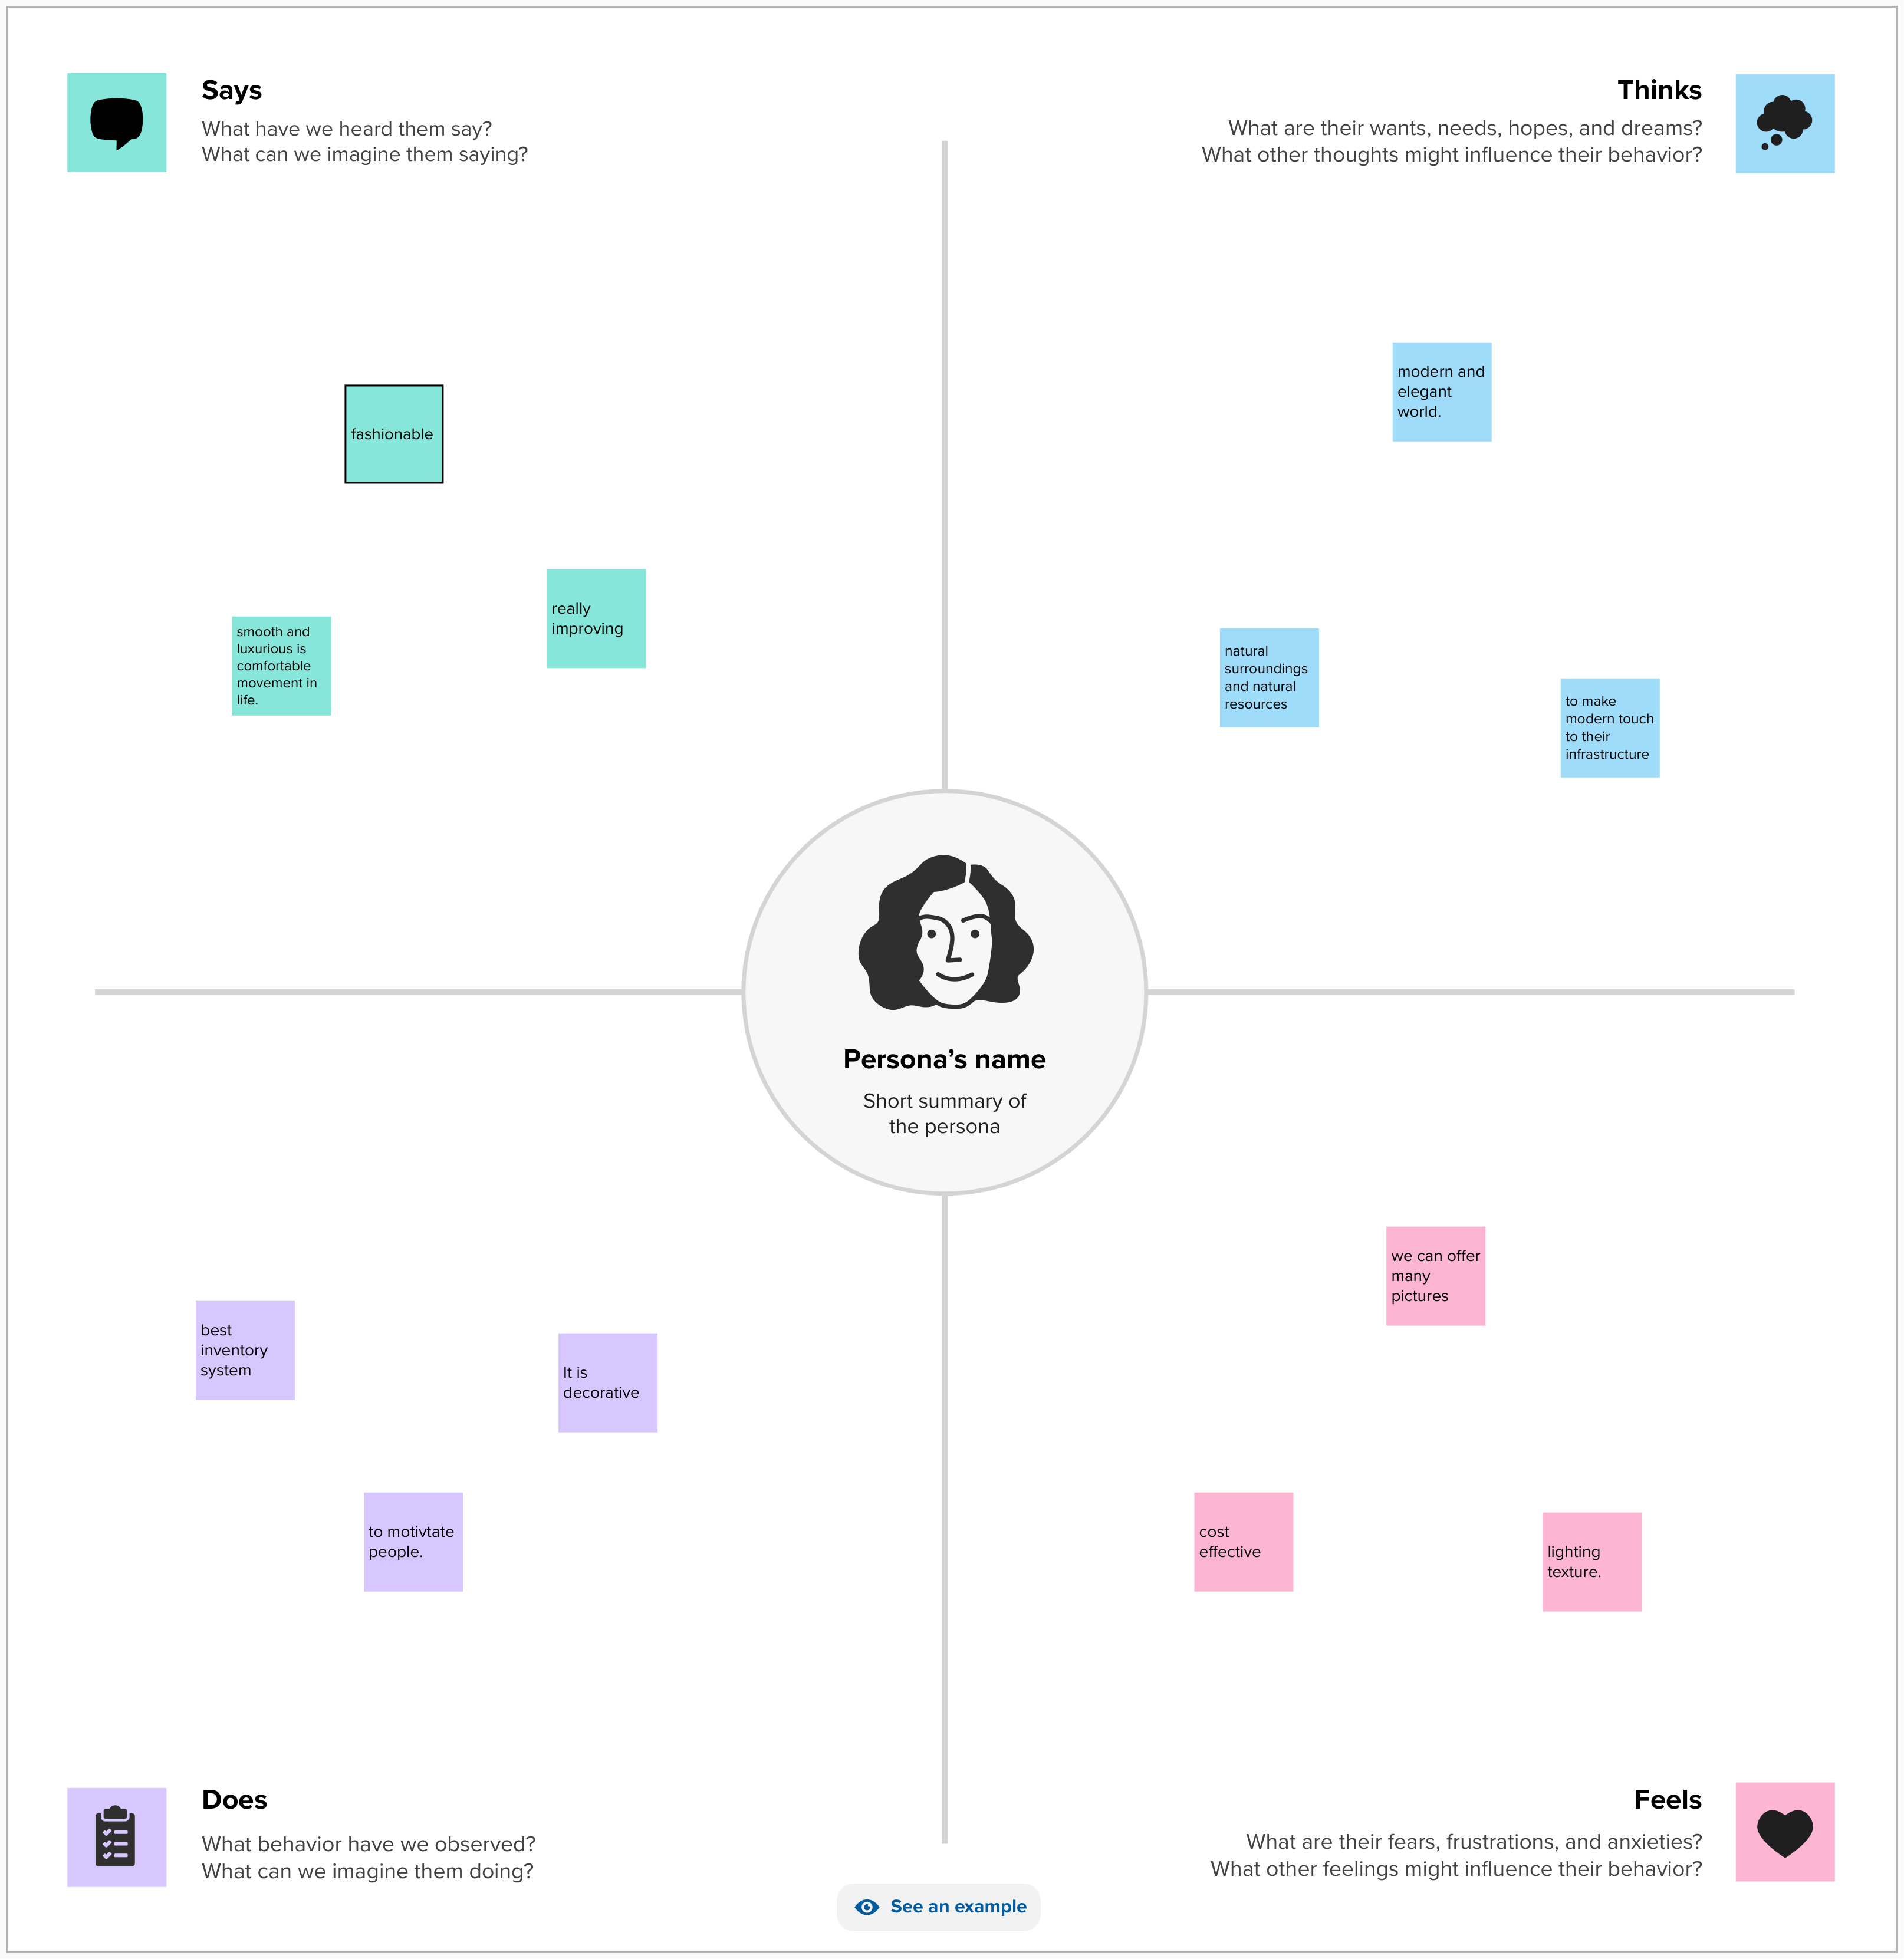 Says
What have we heard them say?
What can we imagine them saying?
Thinks
What are their wants, needs, hopes, and dreams?
What other thoughts might influence their behavior?
fashionable
really
improving
smooth and
luxurious is
comfortable
movement in
life.
modern and
elegant
world.
natural
surroundings
and natural
resources
to make
modern touch
to their
infrastructure
Persona’s name
Short summary of
the persona
best
inventory
system
It is
decorative
to motivtate
people.
we can offer
many
pictures
cost
effective
lighting
texture.
Does
What behavior have we observed?
What can we imagine them doing?
Feels
What are their fears, frustrations, and anxieties?
What other feelings might influence their behavior?
See an example